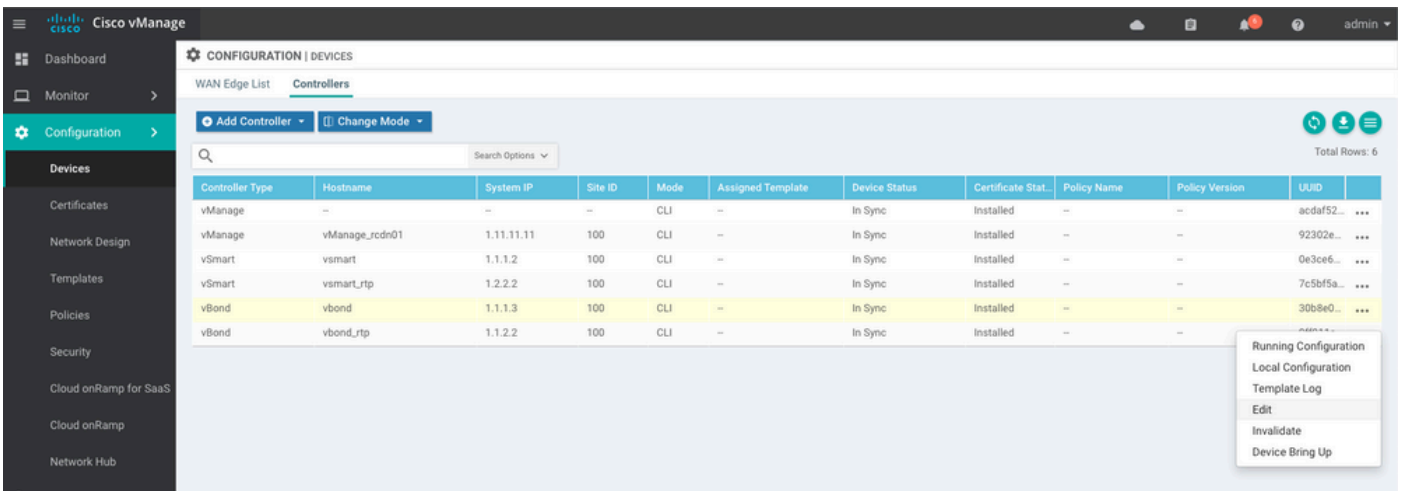 cisco Cisco vManage admin
Dashboard
CONFIGURATION | DEVICES
WAN Edge List Controllers
Monitor
Add Controller Change Mode
Configuration
Search Options Total Rows: 6
Devices
Controller Type Hostname System IP Site ID Mode Assigned Template Device Status Certificate Stat... Policy Name Policy Version UUID
Certificates
vManage -- -- -- CLI -- In Sync Installed -- -- acdaf52... •••
vManage vManage_rcdn01 1.11.11.11 100 CLI -- In Sync Installed -- -- 92302e... •••
Network Design
vSmart vsmart 1.1.1.2 100 CLI -- In Sync Installed -- -- 0e3ce6... •••
Templates
vSmart vsmart_rtp 1.2.2.2 100 CLI -- In Sync Installed -- -- 7c5bf5a... •••
vBond vbond 1.1.1.3 100 CLI -- In Sync Installed -- -- 30b8e0... •••
Policies
vBond vbond_rtp 1.1.2.2 100 CLI -- In Sync Installed -- --
Security
Running Configuration
Local Configuration
Cloud onRamp for SaaS
Template Log
Edit
Cloud onRamp
Invalidate
Device Bring Up
Network Hub